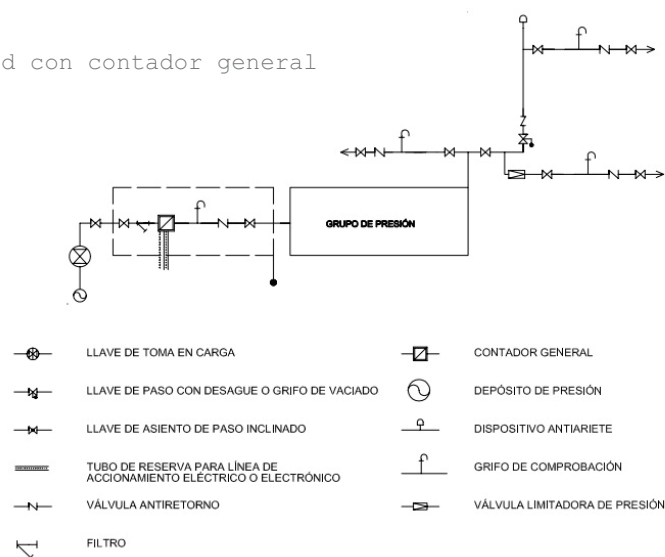 d con contador general
GRUPO DE PRESIÓN
LLAVE DE TOMA EN CARGA
LLAVE DE PASO CON DESAGUE O GRIFO DE VACIADO
LLAVE DE ASIENTO DE PASO INCLINADO
TUBO DE RESERVA PARA LÍNEA DE
ACCIONAMIENTO ELÉCTRICO O ELECTRÓNICO
VÁLVULA ANTIRETORNO
FILTRO
CONTADOR GENERAL
DEPÓSITO DE PRESIÓN
DISPOSITIVO ANTIARIETE
GRIFO DE COMPROBACIÓN
VÁLVULA LIMITADORA DE PRESIÓN